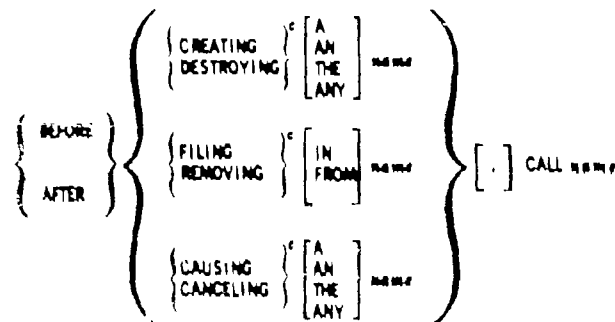 BEFORE
AFTER
CREATING
DESTROYING
c
A
AN
THE
ANY
name
FILING
REMOVING
c
IN
FROM
name
CAUSING
CANCELING
c
A
AN
THE
ANY
name
[ , ] CALL name